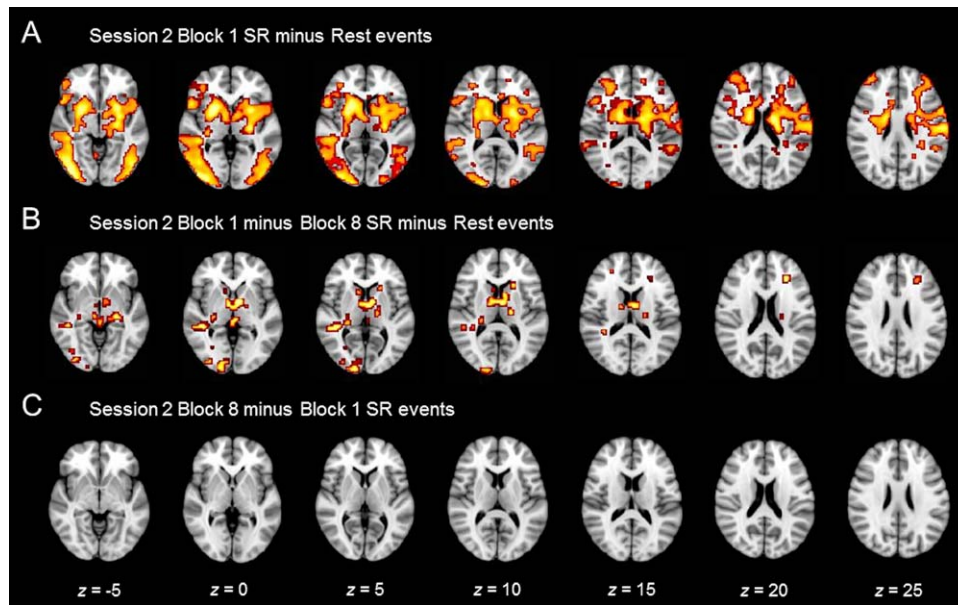 A Session 2 Block 1 SR minus Rest events
B Session 2 Block 1 minus Block 8 SR minus Rest events
C Session 2 Block 8 minus Block 1 SR events
z = -5 z = 0 z = 5 z = 10 z = 15 z = 20 z = 25